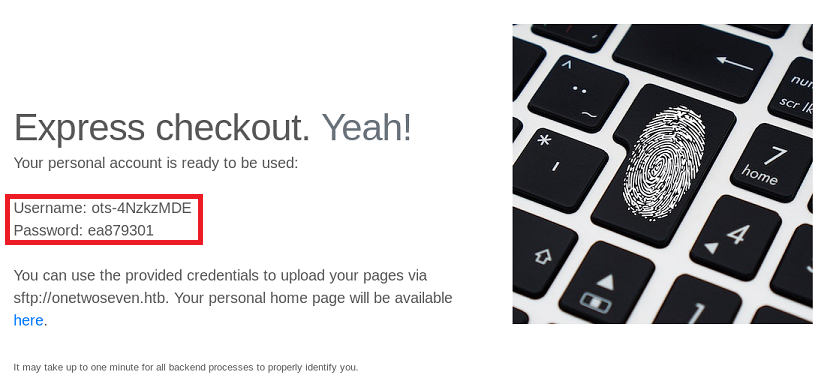 Express checkout. Yeah!
Your personal account is ready to be used:
Username: ots-4NzkzMDE
Password: ea879301
You can use the provided credentials to upload your pages via
sftp://onetwoseven.htb. Your personal home page will be available
here.
It may take up to one minute for all backend processes to properly identify you.
^
¨
~
*
'
num
scr lk
7
home
4
1